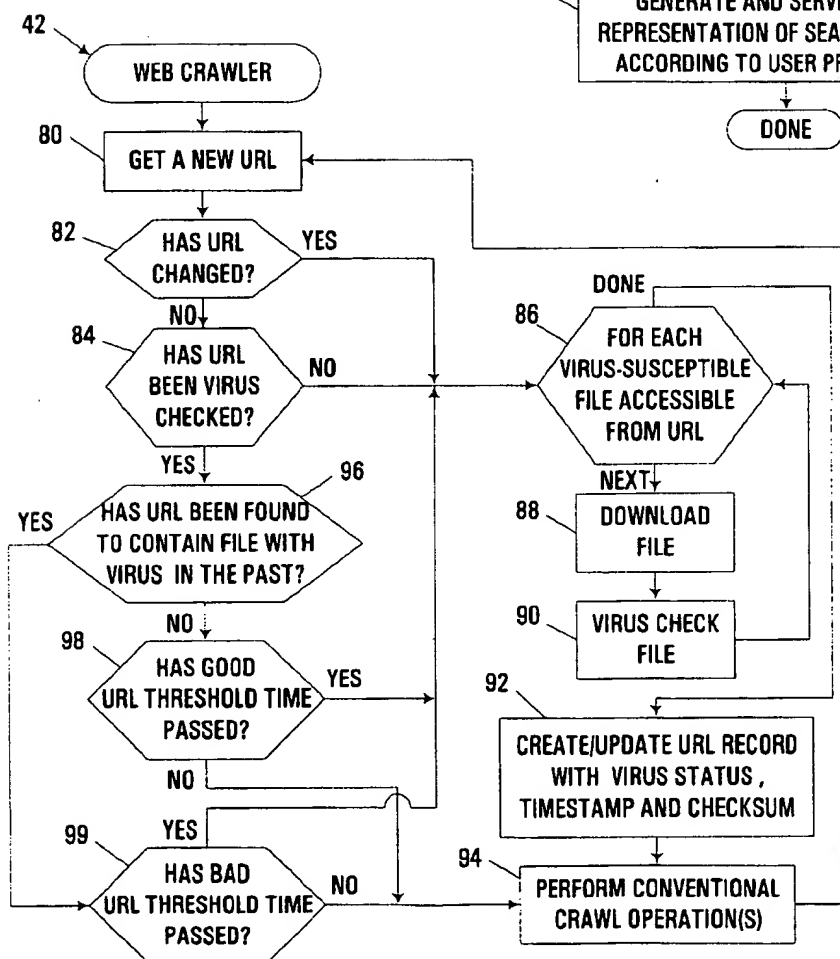 42
WEB CRAWLER
80
GET A NEW URL
82
HAS URL
CHANGED?
YES
NO
84
HAS URL
BEEN VIRUS
CHECKED?
NO
YES
96
HAS URL BEEN FOUND
TO CONTAIN FILE WITH
VIRUS IN THE PAST?
YES
NO
98
HAS GOOD
URL THRESHOLD TIME
PASSED?
YES
NO
99
YES
HAS BAD
URL THRESHOLD TIME
PASSED?
NO
GENERATE AND SERV
REPRESENTATION OF SEA
ACCORDING TO USER PR
DONE
DONE
86
FOR EACH
VIRUS-SUSCEPTIBLE
FILE ACCESSIBLE
FROM URL
NEXT
88
DOWNLOAD
FILE
90
VIRUS CHECK
FILE
92
CREATE/UPDATE URL RECORD
WITH VIRUS STATUS ,
TIMESTAMP AND CHECKSUM
94
PERFORM CONVENTIONAL
CRAWL OPERATION(S)